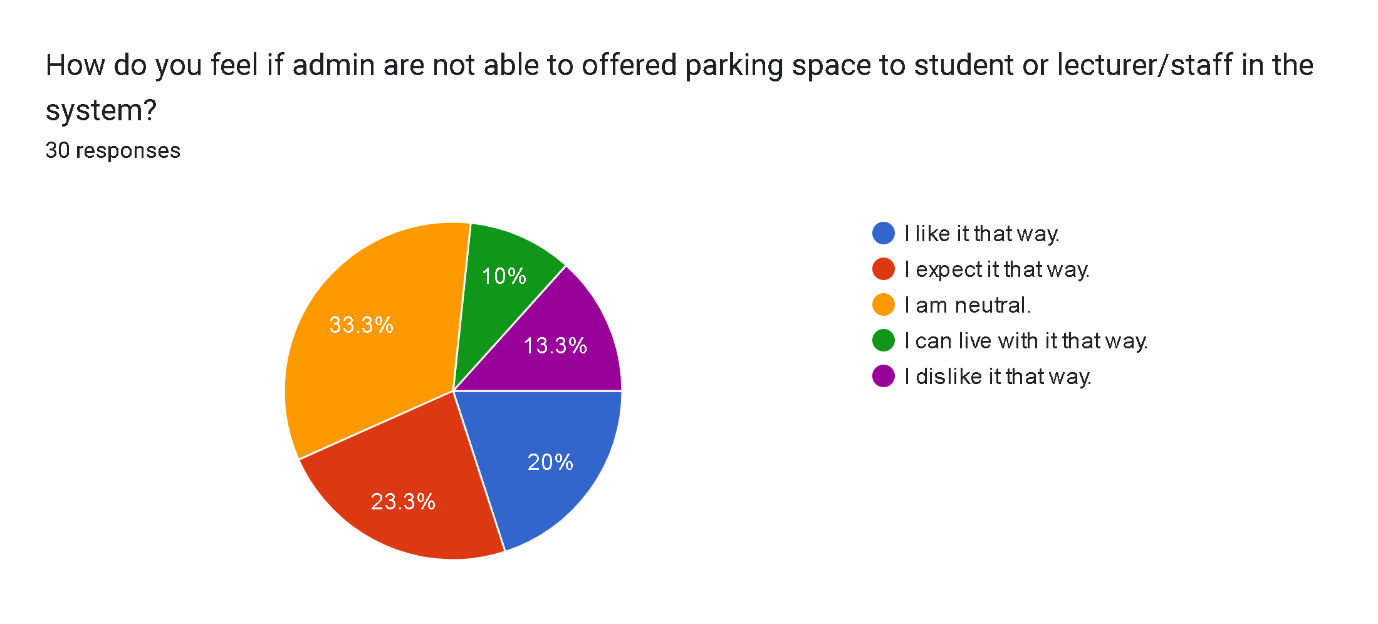 How do you feel if admin are not able to offered parking space to student or lecturer/staff in the
system?
30 responses
I like it that way.
I expect it that way.
I am neutral.
I can live with it that way.
I dislike it that way.
10%
33.3%
13.3%
20%
23.3%